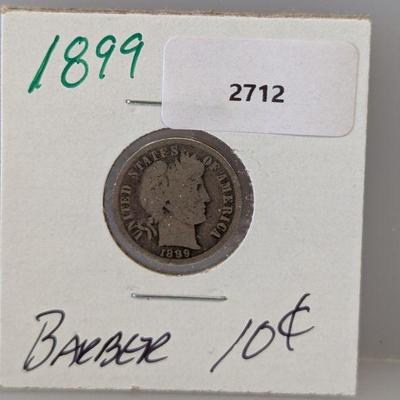 1899
2712
UNITED STATES OF AMERICA
1899
BARBER 10¢